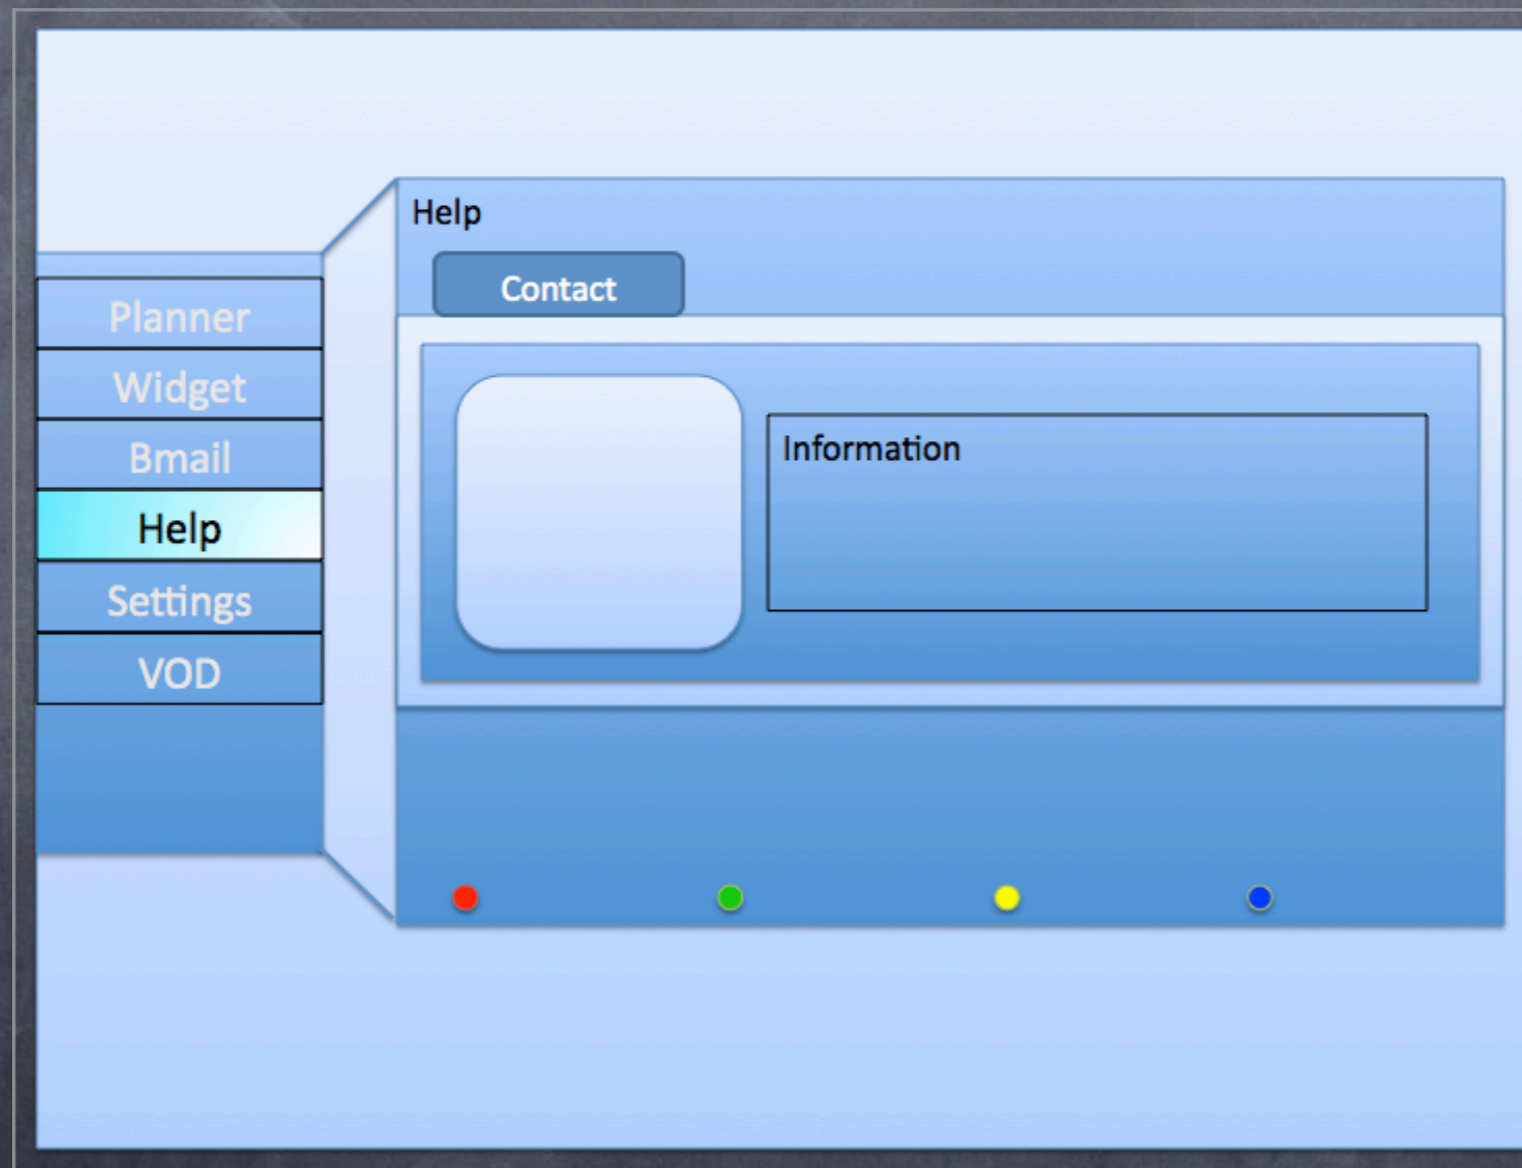 Help
Contact
Planner
Widget
Bmail
Help
Settings
VOD
Information